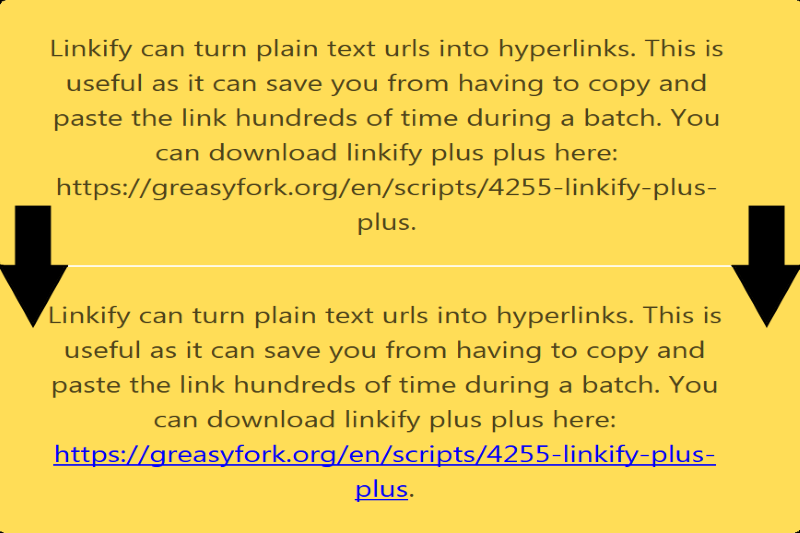 Linkify can turn plain text urls into hyperlinks. This is
useful as it can save you from having to copy and
paste the link hundreds of time during a batch. You
can download linkify plus plus here:
https://greasyfork.org/en/scripts/4255-linkify-plus-
plus.
Linkify can turn plain text urls into hyperlinks. This is
useful as it can save you from having to copy and
paste the link hundreds of time during a batch. You
can download linkify plus plus here:
https://greasyfork.org/en/scripts/4255-linkify-plus-
plus.